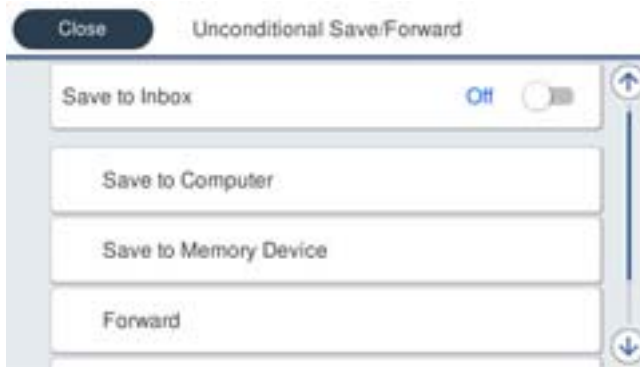 Close Unconditional Save/Forward
Save to Inbox Off
Save to Computer
Save to Memory Device
Forward